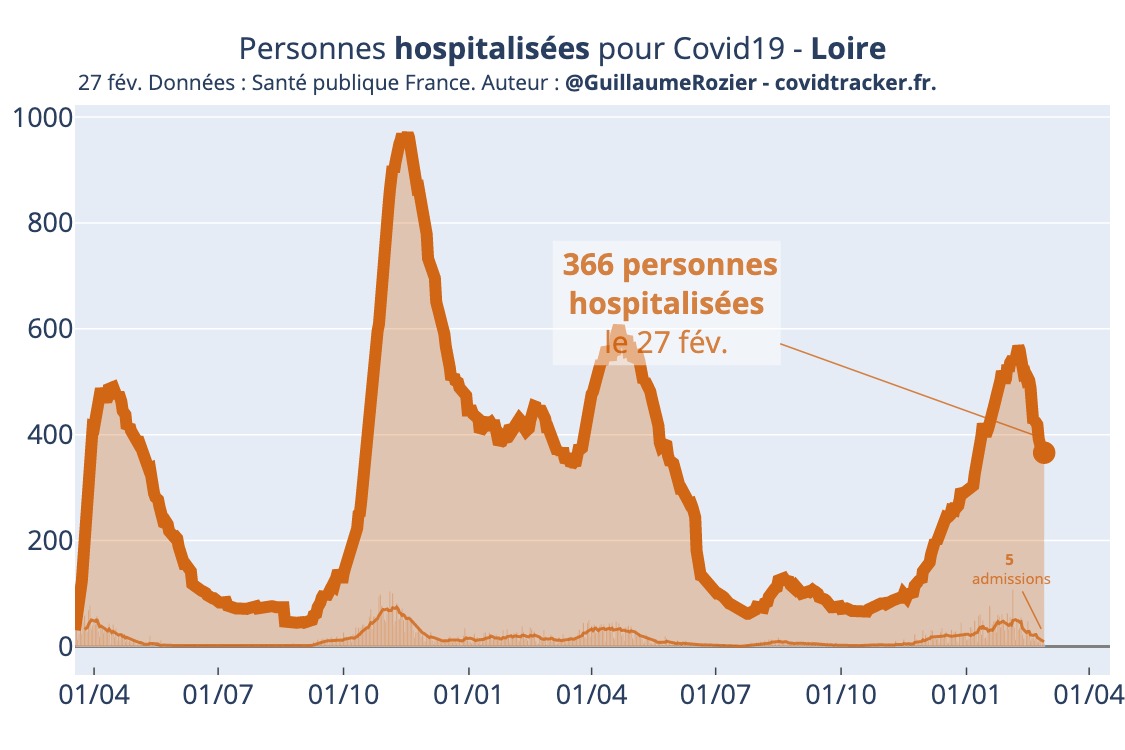 Personnes hospitalisées pour Covid19 - Loire
27 fév. Données : Santé publique France. Auteur : @GuillaumeRozier - covidtracker.fr.
1000
800
600
400
200
0
366 personnes
hospitalisées
le 27 fév.
5
admissions
01/04 01/07 01/10 01/01 01/04 01/07 01/10 01/01 01/04